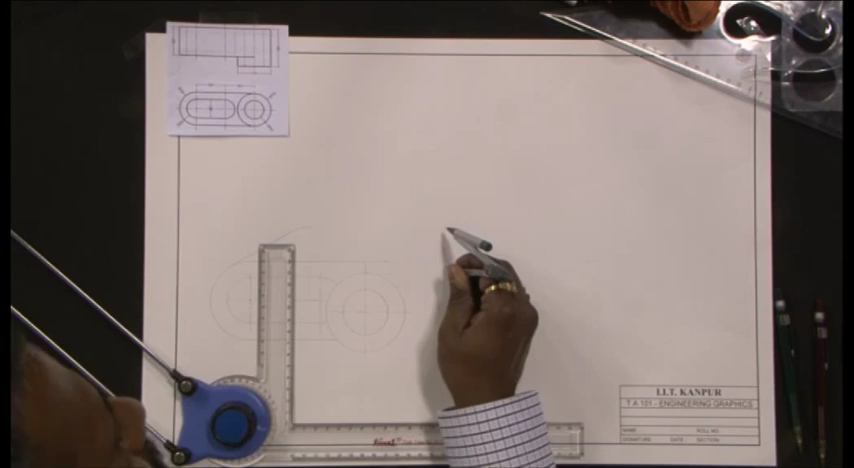 I.I.T. KANPUR
T A 101 - ENGINEERING GRAPHICS
NAME ROLL NO.
SIGNATURE DATE SECTION